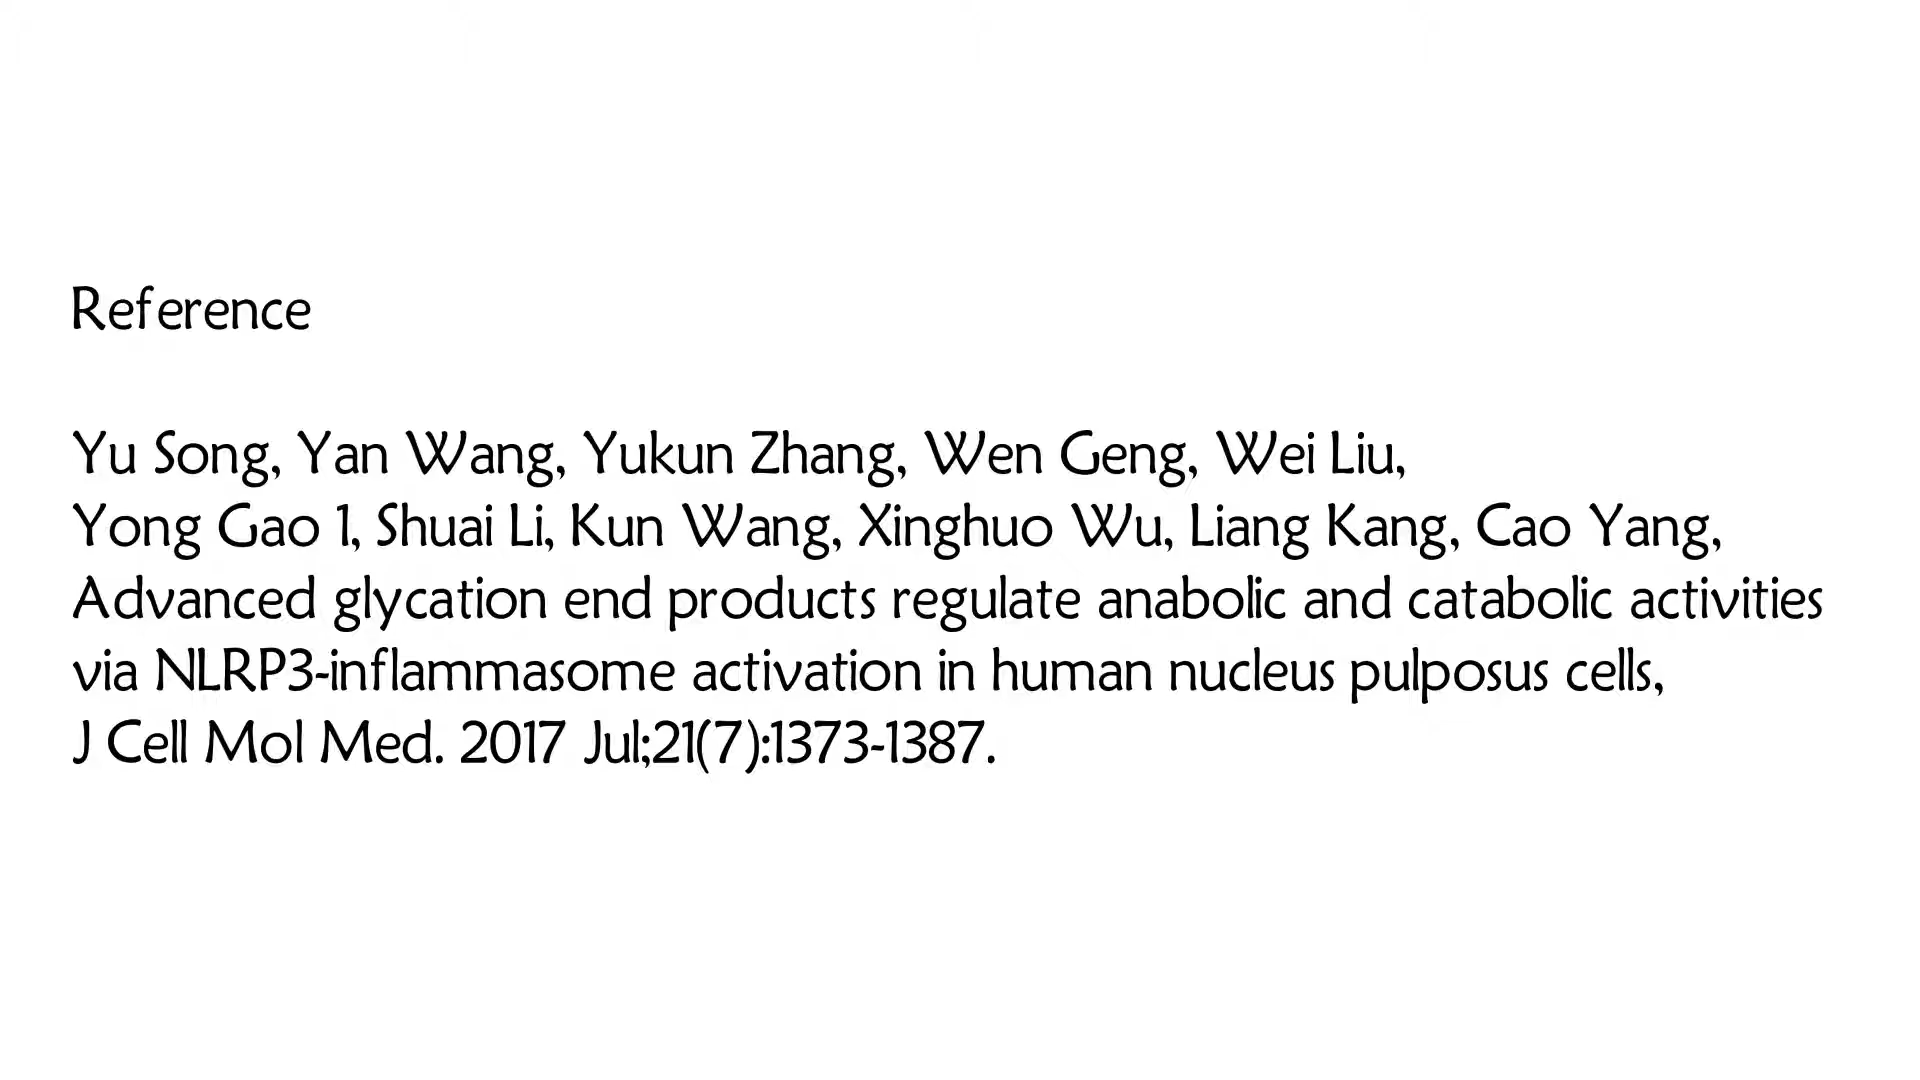 Reference
Yu Song, Yan Wang, Yukun Zhang, Wen Geng, Wei Liu,
Yong Gao 1, Shuai Li, Kun Wang, Xinghuo Wu, Liang Kang, Cao Yang,
Advanced glycation end products regulate anabolic and catabolic activities
via NLRP3-inflammasome activation in human nucleus pulposus cells,
J Cell Mol Med. 2017 Jul;21(7):1373-1387.